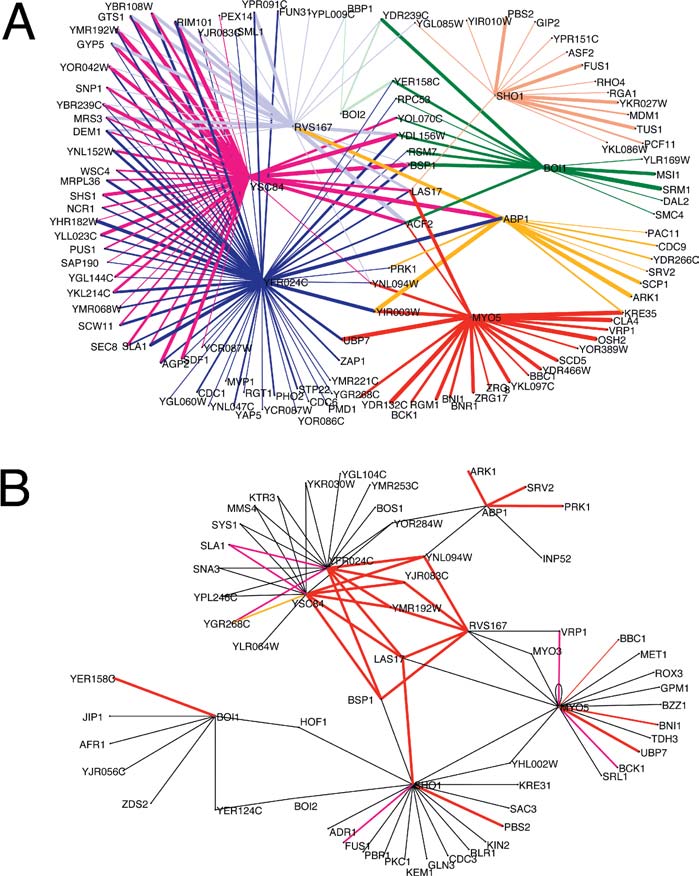 A
YBR108W
GTS1
YMR192W
GYP5
YOR042W
SNP1
YBR239C
MRS3
DEM1
YNL152W
WSC4
MRPL36
SHS1
NCR1
YHR182W
YLL023C
PUS1
SAP190
YGL144C
YKL214C
YMR068W
SCW11
SEC8
SLA1
AGP2
SDF1
YCR087W
RIM101
PEX14
YJR083C
SML1
YPR091C
FUN31
YPL009C
BBP1
YDR239C
YGL085W
YIR010W
PBS2
GIP2
YPR151C
ASF2
FUS1
RHO4
RGA1
YKR027W
MDM1
TUS1
PCF11
YKL086W
SHO1
YER158C
RPC53
BOI2
YOL070C
YDL156W
RSM7
BSP1
RVS167
YSC84
LAS17
ACF2
BOI1
YLR169W
MSI1
SRM1
DAL2
SMC4
ABP1
PAC11
CDC9
YDR266C
SRV2
SCP1
ARK1
PRK1
YNL094W
YFR024C
YIR003W
MYO5
KRE35
CLA4
VRP1
OSH2
YOR389W
SCD5
YDR466W
BBC1
YKL097C
ZRG8
ZRG17
BNI1
BNR1
RGM1
BCK1
YDR132C
YGR268C
YMR221C
ZAP1
UBP7
STP22
CDC6
PMD1
YOR086C
PHO2
YCR087W
RGT1
YAP5
MVP1
YNL047C
CDC1
YGL060W
B
YGL104C
YKR030W
YMR253C
KTR3
MMS4
BOS1
SYS1
YOR284W
SLA1
SNA3
YPL246C
YGR268C
YLR064W
YFR024C
YSC84
ARK1
SRV2
ABP1
PRK1
INP52
YNL094W
YJR083C
YMR192W
RVS167
LAS17
BSP1
VRP1
MYO3
MYO5
BBC1
MET1
ROX3
GPM1
BZZ1
BNI1
TDH3
UBP7
BCK1
SRL1
YHL002W
YER158C
JIP1
AFR1
YJR056C
ZDS2
BOI1
HOF1
YER124C
BOI2
SHO1
KRE31
SAC3
PBS2
KIN2
RLR1
CDC3
GLN3
KEM1
PKC1
PBP1
FUS1
ADR1